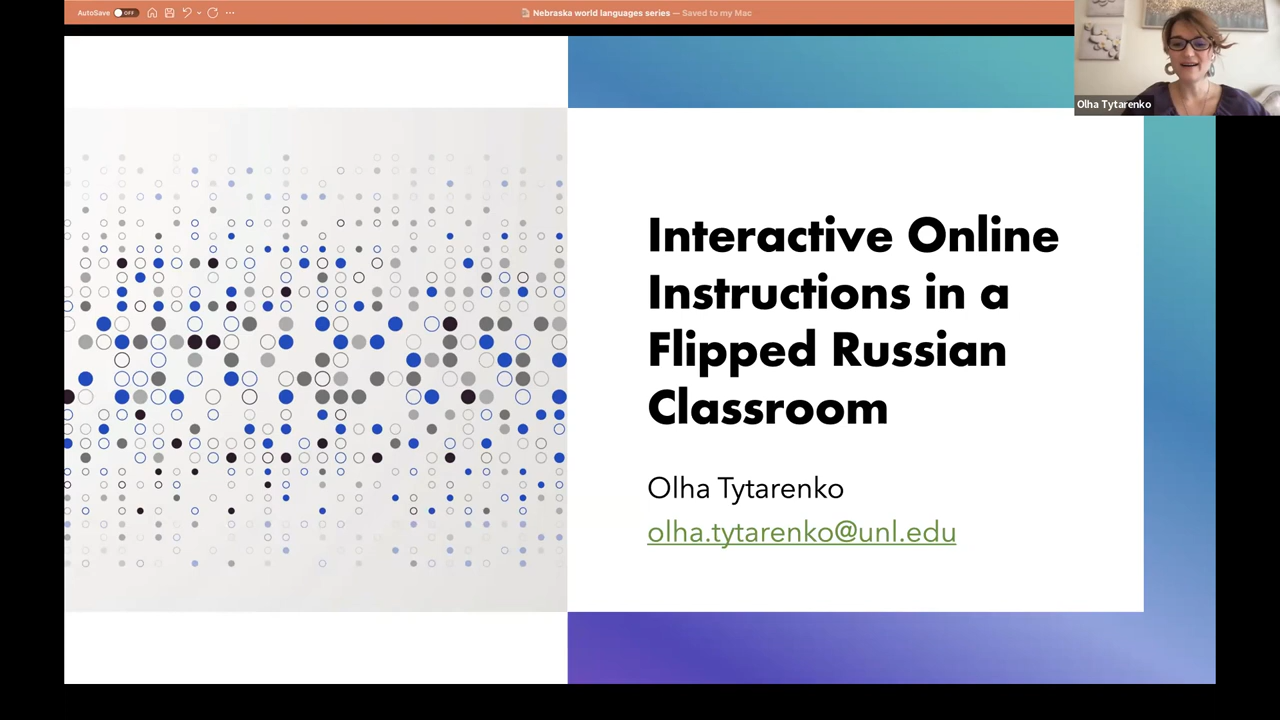 AutoSave OFF
Nebraska world languages series — Saved to my Mac
Olha Tytarenko
Interactive Online
Instructions in a
Flipped Russian
Classroom
Olha Tytarenko
olha.tytarenko@unl.edu